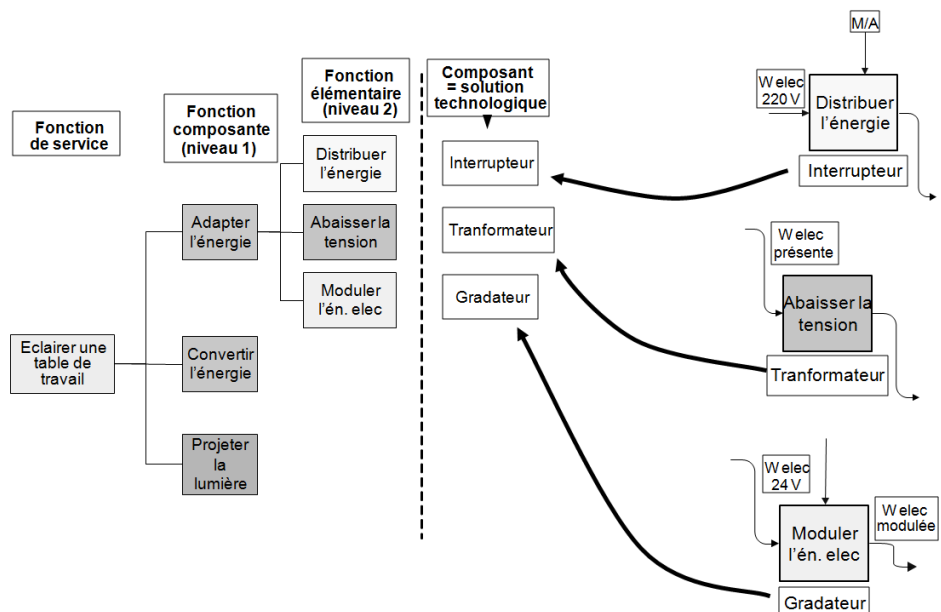 Fonction
de service
Fonction
composante
(niveau 1)
Fonction
élémentaire
(niveau 2)
Composant
= solution
technologique
Eclairer une
table de
travail
Adapter
l'énergie
Convertir
l'énergie
Projeter
la
lumière
Distribuer
l'énergie
Abaisser la
tension
Moduler
l'én. elec
Interrupteur
Tranformateur
Gradateur
M/A
W elec
220 V
Distribuer
l'énergie
Interrupteur
W elec
présente
Abaisser la
tension
Tranformateur
W elec
24 V
Moduler
l'én. elec
W elec
modulée
Gradateur